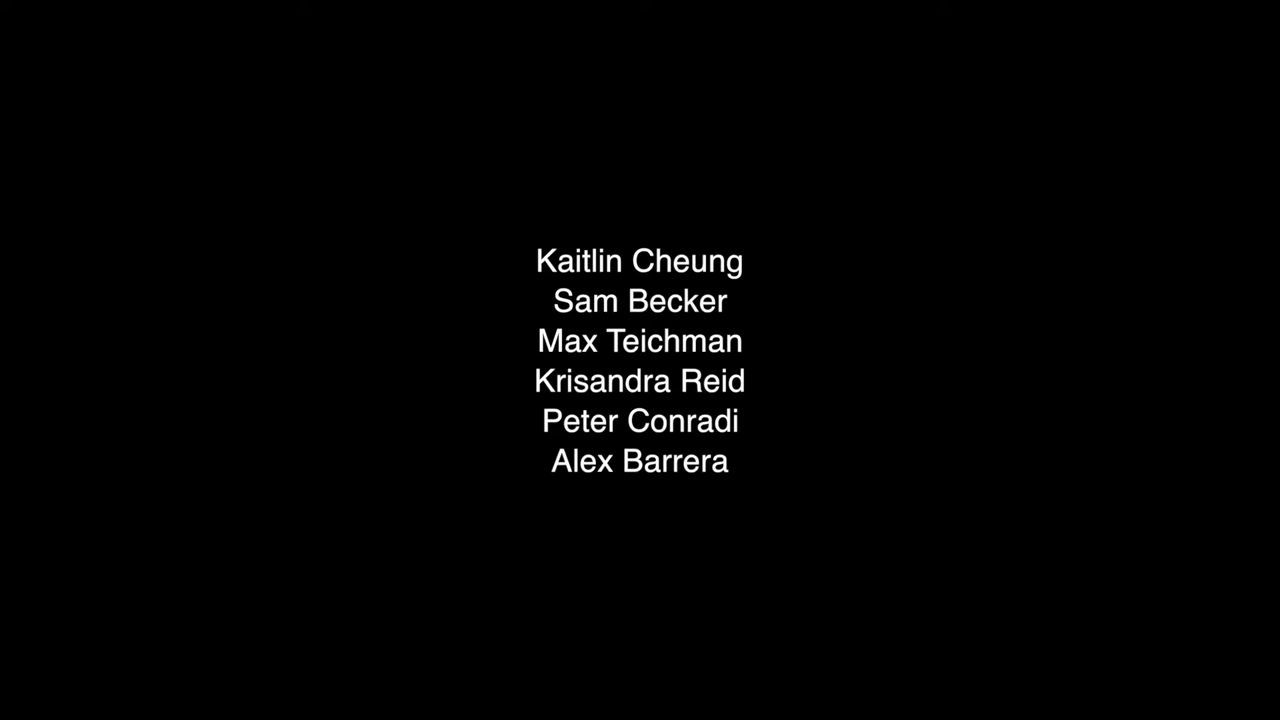 Kaitlin Cheung
Sam Becker
Max Teichman
Krisandra Reid
Peter Conradi
Alex Barrera